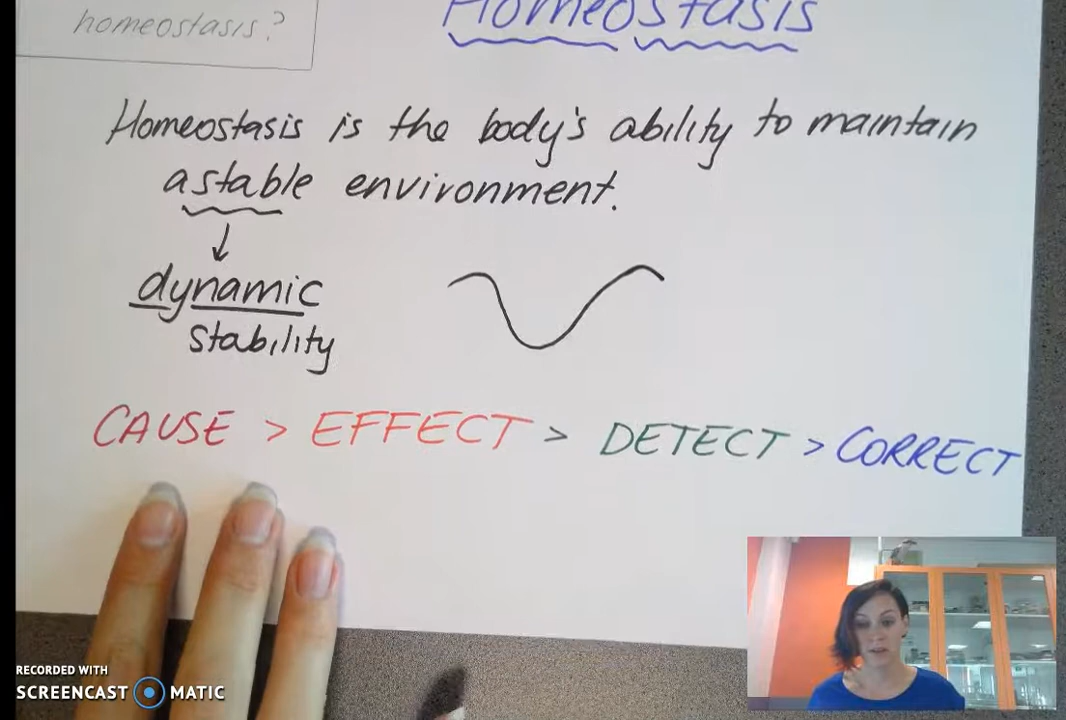 homeostasis?
Homeostasis
Homeostasis is the body's ability to maintain
a stable environment.
dynamic
stability
CAUSE > EFFECT > DETECT > CORRECT
RECORDED WITH
SCREENCAST MATIC